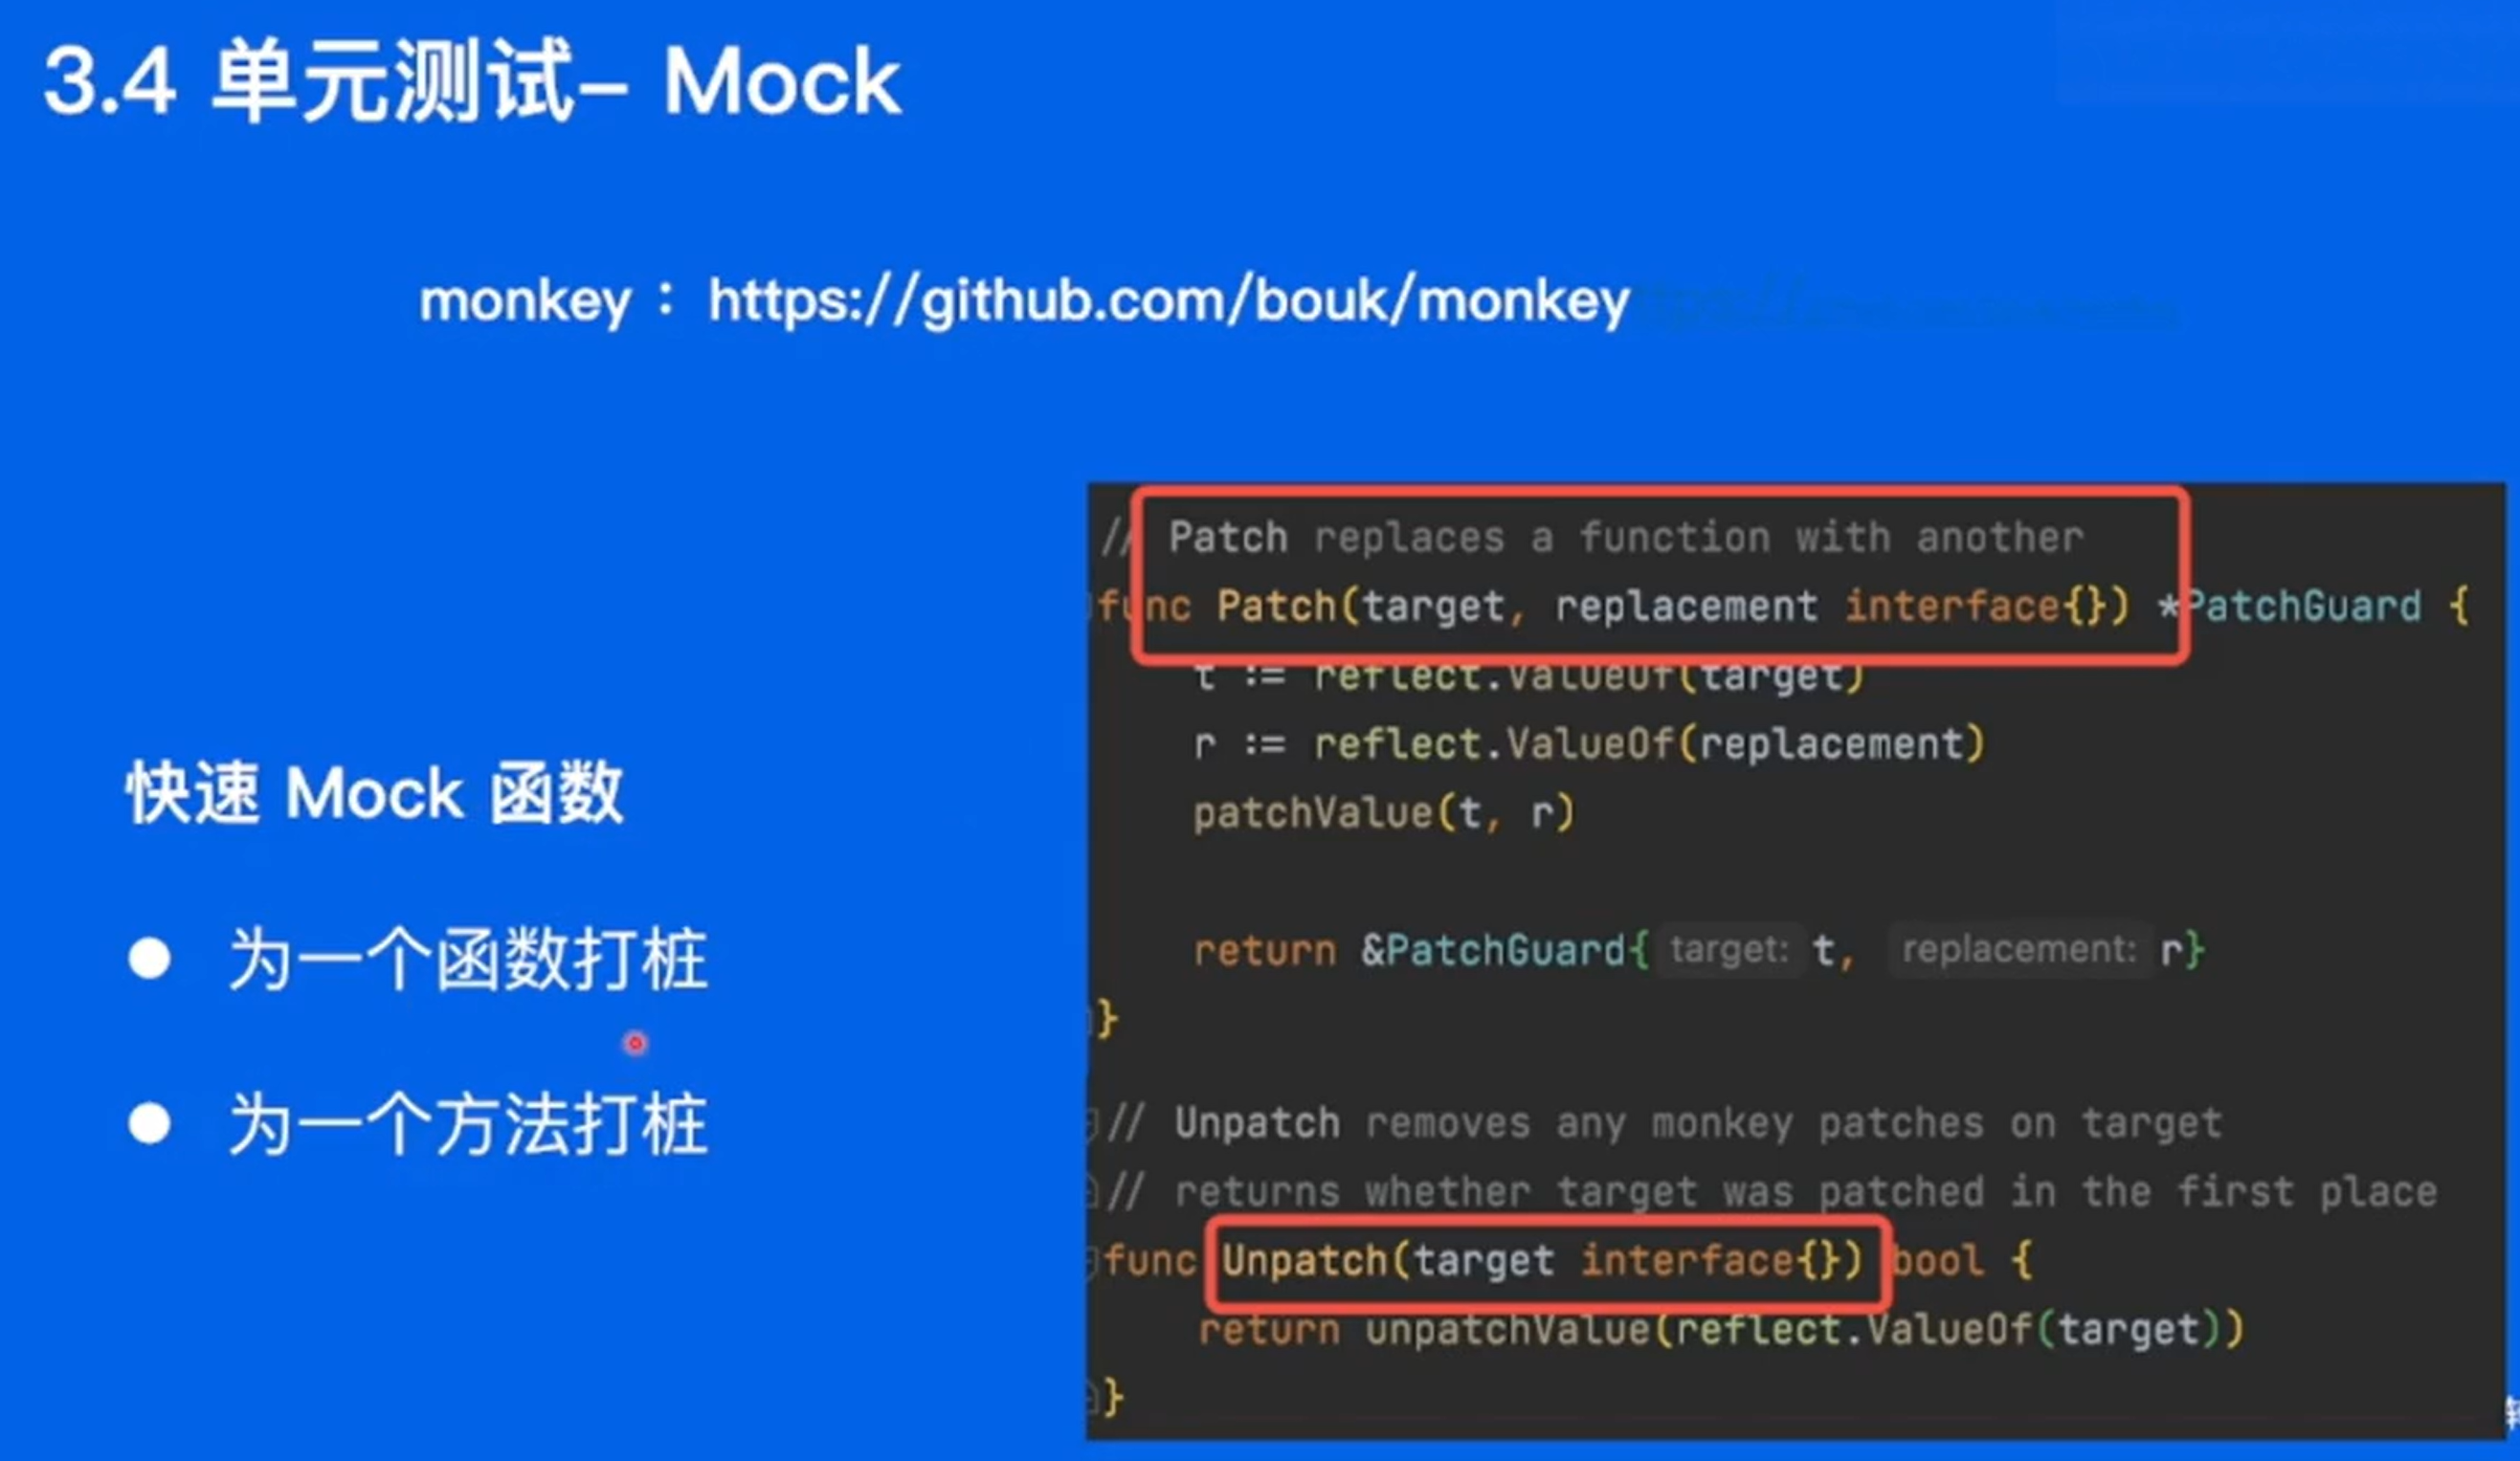 3.4 单元测试– Mock
monkey： https://github.com/bouk/monkey
快速 Mock 函数
● 为一个函数打桩
● 为一个方法打桩
// Patch replaces a function with another
func Patch(target, replacement interface{}) *PatchGuard {
t := reflect.ValueOf(target)
r := reflect.ValueOf(replacement)
patchValue(t, r)
return &PatchGuard{ target: t, replacement: r}
}
// Unpatch removes any monkey patches on target
// returns whether target was patched in the first place
func Unpatch(target interface{}) bool {
return unpatchValue(reflect.ValueOf(target))
}